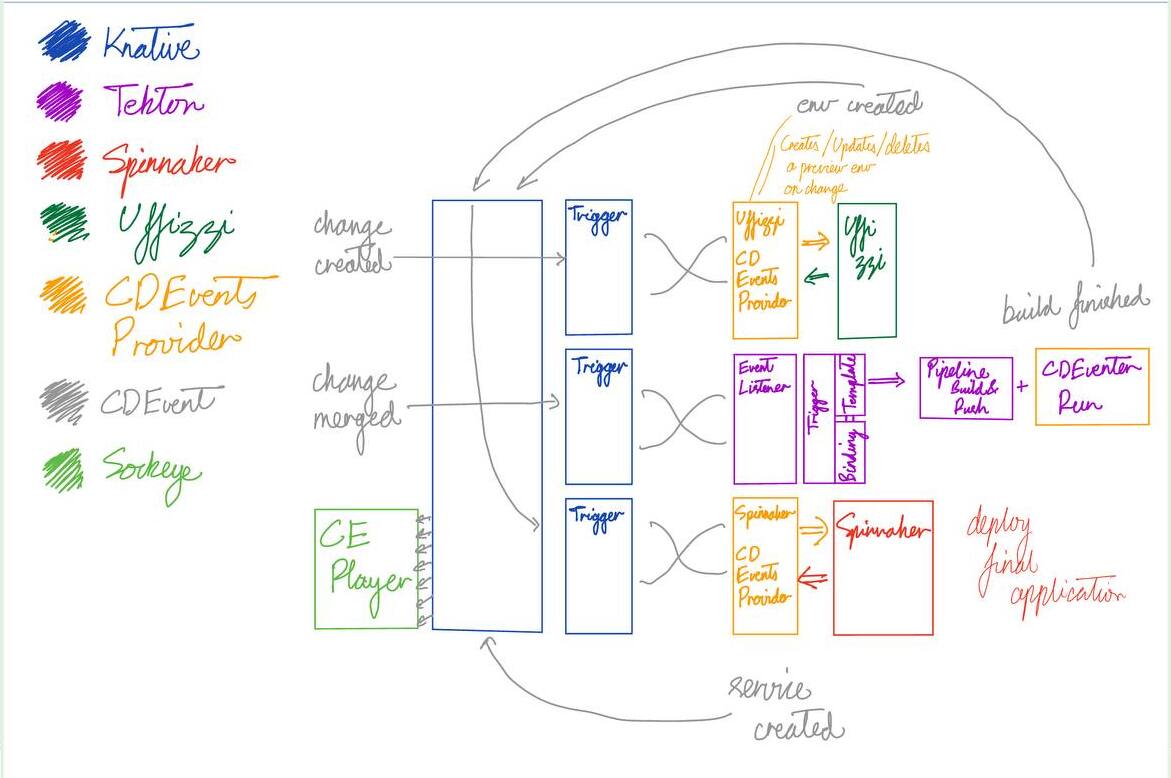 Knative
Tekton
Spinnaker
Uffizzi
CDEvents
Provider
CDEvent
Sockeye
env created
Creates/Updates/deletes
a preview env
on change
change
created
Trigger
Uffizzi
CD
Events
Provider
Uffi
zzi
build finished
change
merged
Trigger
Event
Listener
Trigger
Template
Binding
Pipeline
Build&
Push
+
CDEventer
Run
CE
Player
Trigger
Spinnaker
CD
Events
Provider
Spinnaker
deploy
final
application
service
created